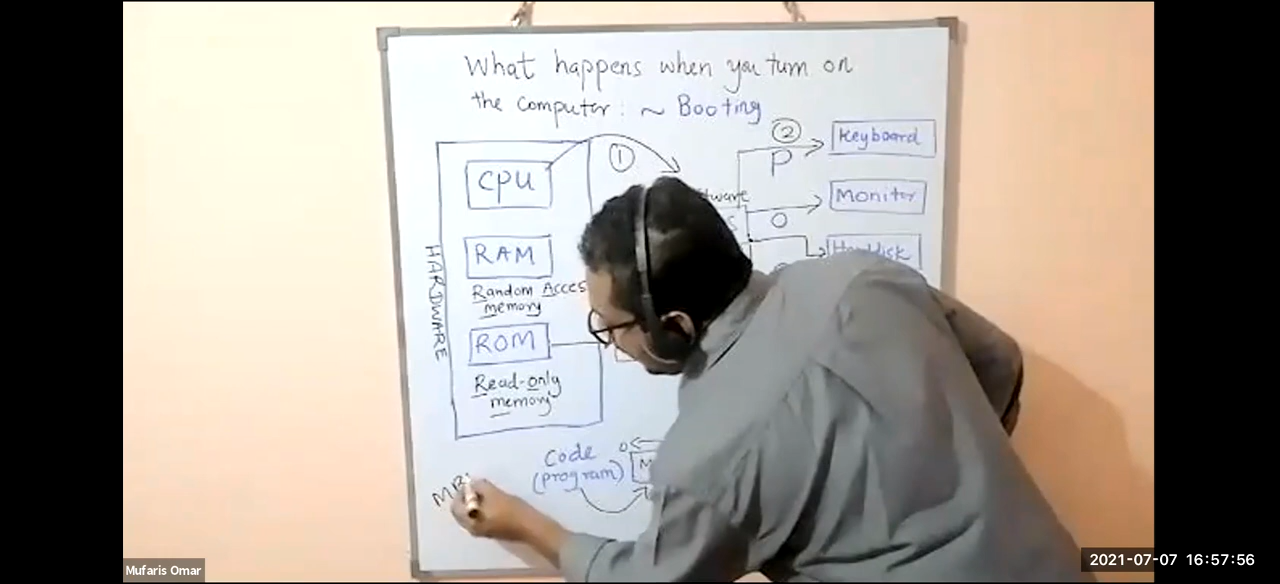 What happens when you turn on
the computer: ~ Booting
CPU
RAM
Random Access
memory
ROM
Read-only
memory
HARDWARE
1
2
P
Keyboard
O
Monitor
Harddisk
Code
(program)
Mufaris Omar
2021-07-07 16:57:56